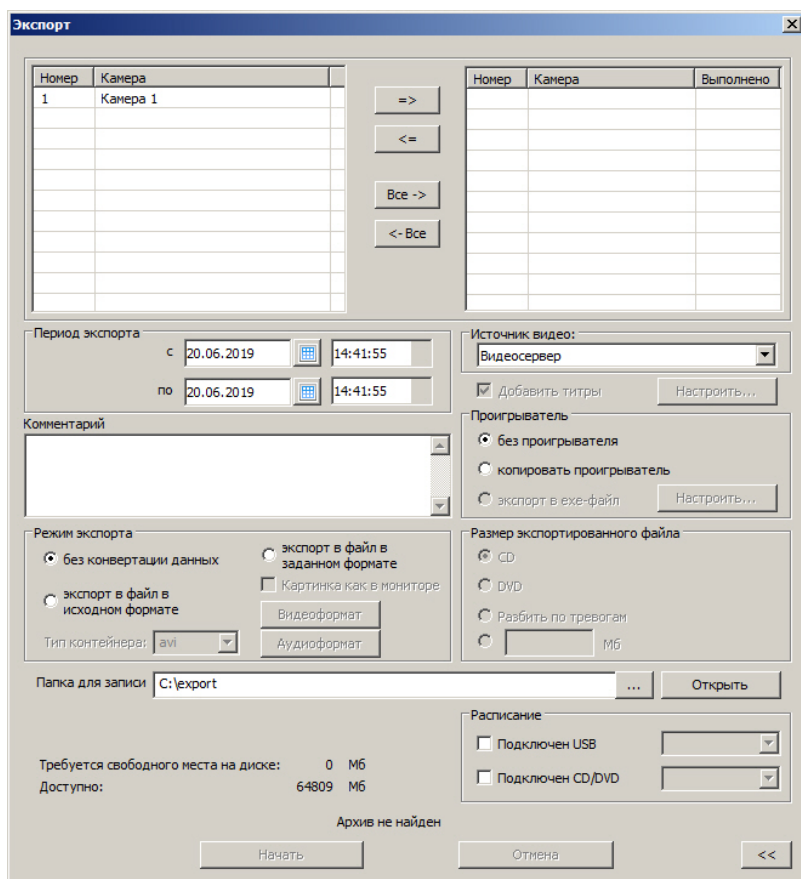 Экспорт
Номер Камера
1 Камера 1
=>
<=
Все ->
<- Все
Номер Камера Выполнено
Период экспорта
с 20.06.2019 14:41:55
по 20.06.2019 14:41:55
Источник видео:
Видеосервер
Добавить титры Настроить...
Комментарий
Проигрыватель
без проигрывателя
копировать проигрыватель
экспорт в exe-файл Настроить...
Режим экспорта
без конвертации данных
экспорт в файл в
исходном формате
Тип контейнера: avi
экспорт в файл в
заданном формате
Картинка как в мониторе
Видеоформат
Аудиоформат
Размер экспортированного файла
CD
DVD
Разбить по тревогам
Мб
Папка для записи C:\export ... Открыть
Расписание
Подключен USB
Подключен CD/DVD
Требуется свободного места на диске: 0 Мб
Доступно: 64809 Мб
Архив не найден
Начать Отмена <<